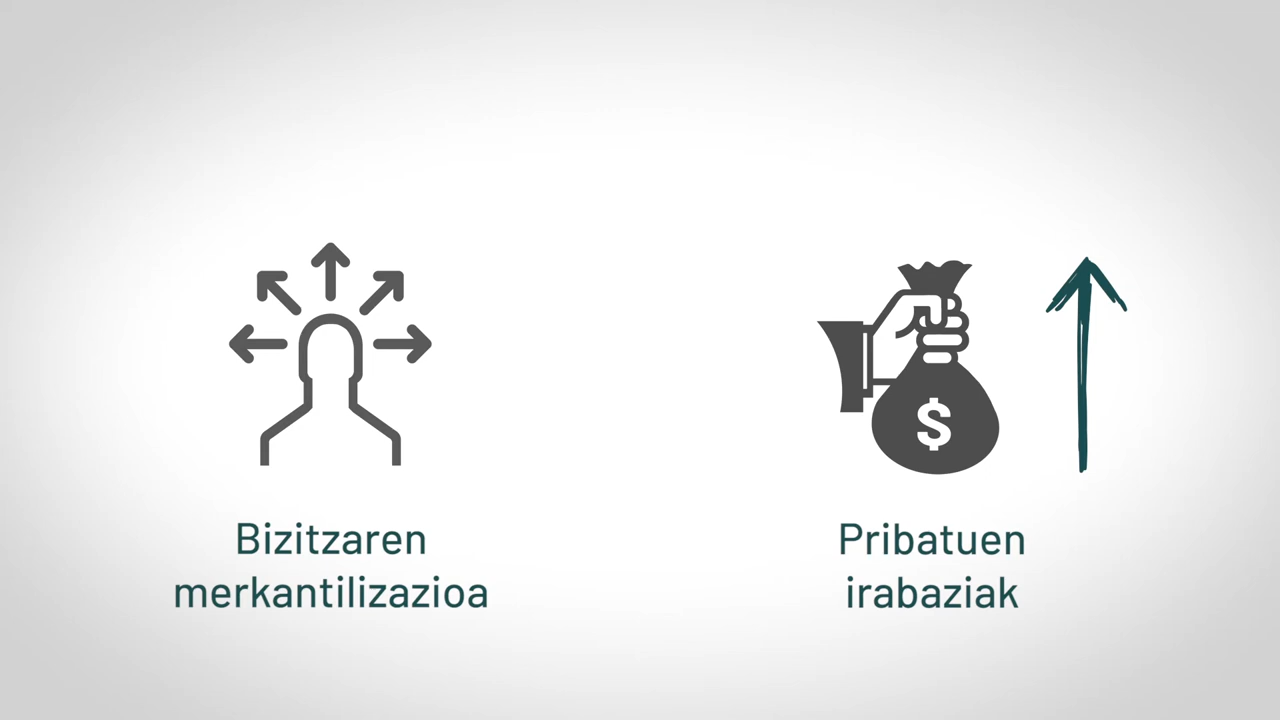 $
Bizitzaren
merkantilizazioa
Pribatuen
irabaziak